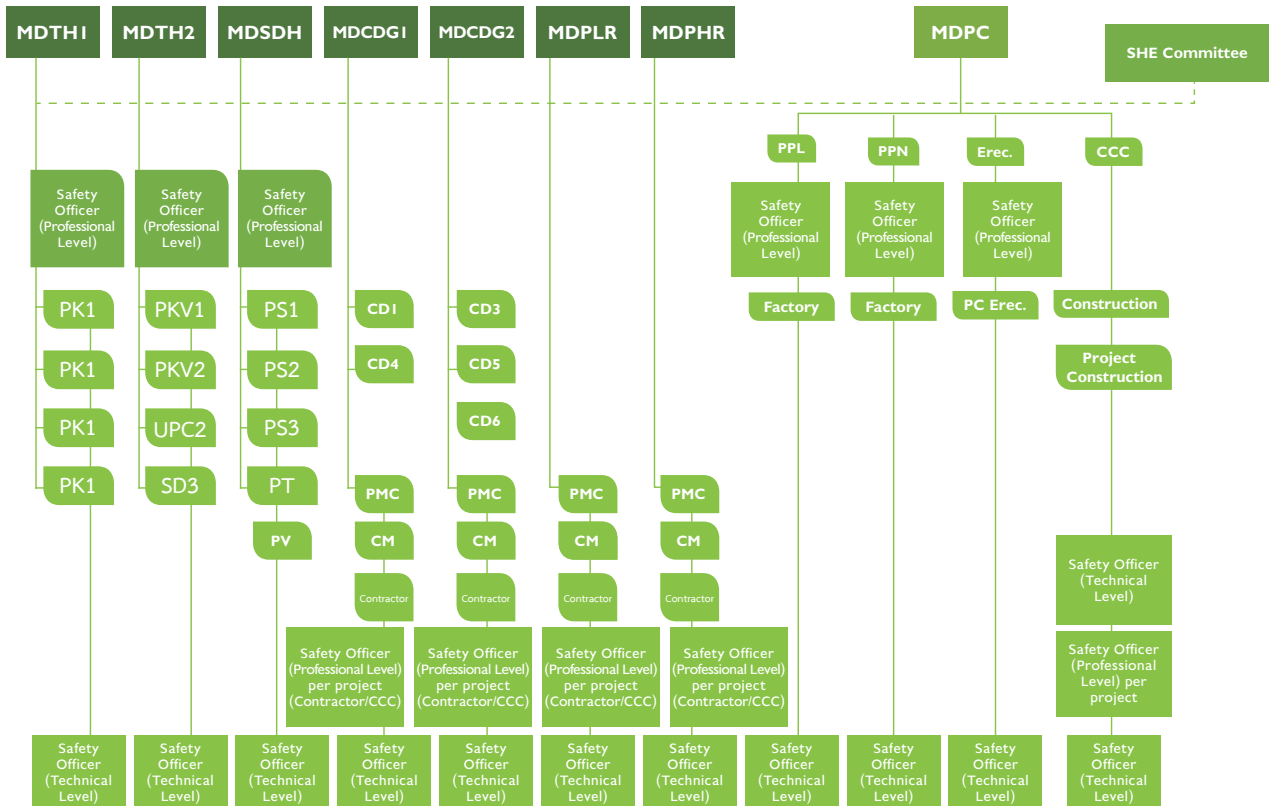 MDTH1
MDTH2
MDSDH
MDCDG1
MDCDG2
MDPLR
MDPHR
MDPC
SHE Committee
PPL
PPN
Erec.
CCC
Safety
Officer
(Professional
Level)
Safety
Officer
(Professional
Level)
Safety
Officer
(Professional
Level)
Safety
Officer
(Professional
Level)
Safety
Officer
(Professional
Level)
Safety
Officer
(Professional
Level)
PK1
PKV1
PS1
CD1
CD3
Factory
Factory
PC Erec.
Construction
PK1
PKV2
PS2
CD4
CD5
Project
Construction
PK1
UPC2
PS3
CD6
PK1
SD3
PT
PMC
PMC
PMC
PMC
PV
CM
CM
CM
CM
Contractor
Contractor
Contractor
Contractor
Safety Officer
(Technical
Level)
Safety Officer
(Professional Level)
per project
(Contractor/CCC)
Safety Officer
(Professional Level)
per project
(Contractor/CCC)
Safety Officer
(Professional Level)
per project
(Contractor/CCC)
Safety Officer
(Professional Level)
per project
(Contractor/CCC)
Safety Officer
(Professional
Level) per
project
Safety
Officer
(Technical
Level)
Safety
Officer
(Technical
Level)
Safety
Officer
(Technical
Level)
Safety
Officer
(Technical
Level)
Safety
Officer
(Technical
Level)
Safety
Officer
(Technical
Level)
Safety
Officer
(Technical
Level)
Safety
Officer
(Technical
Level)
Safety
Officer
(Technical
Level)
Safety
Officer
(Technical
Level)
Safety
Officer
(Technical
Level)